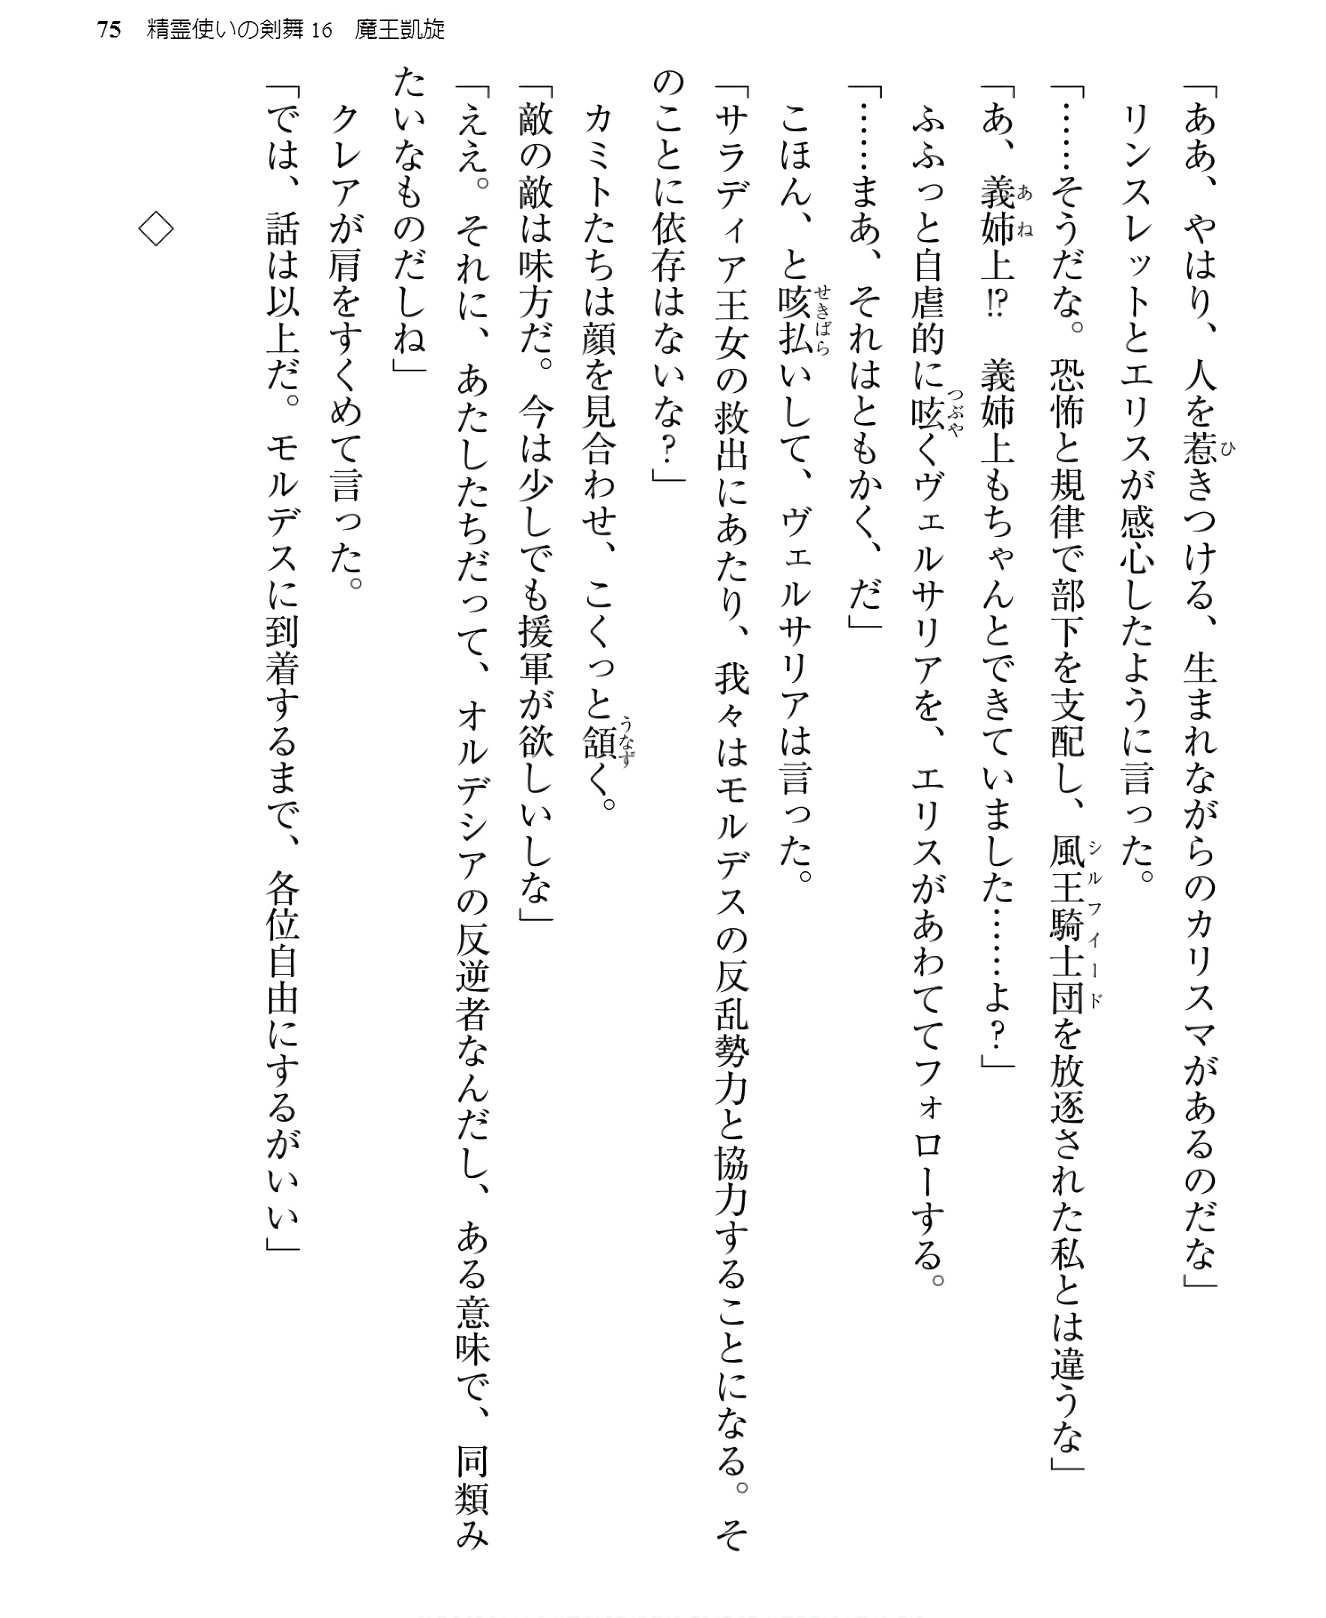 75　精霊使いの剣舞16　魔王凱旋
「ああ、やはり、人を惹きつける、生まれながらのカリスマがあるのだな」
リンスレットとエリスが感心したように言った。
「……そうだな。恐怖と規律で部下を支配し、風王騎士団を放逐された私とは違うな」
「あ、義姉上!?　義姉上もちゃんとできていました……よ?」
ふふっと自虐的に呟くヴェルサリアを、エリスがあわててフォローする。
「……まあ、それはともかく、だ」
こほん、と咳払いして、ヴェルサリアは言った。
「サラディア王女の救出にあたり、我々はモルデスの反乱勢力と協力することになる。そ
のことに依存はないな?」
カミトたちは顔を見合わせ、こくっと頷く。
「敵の敵は味方だ。今は少しでも援軍が欲しいしな」
「ええ。それに、あたしたちだって、オルデシアの反逆者なんだし、ある意味で、同類み
たいなものだしね」
クレアが肩をすくめて言った。
「では、話は以上だ。モルデスに到着するまで、各位自由にするがいい」
◇